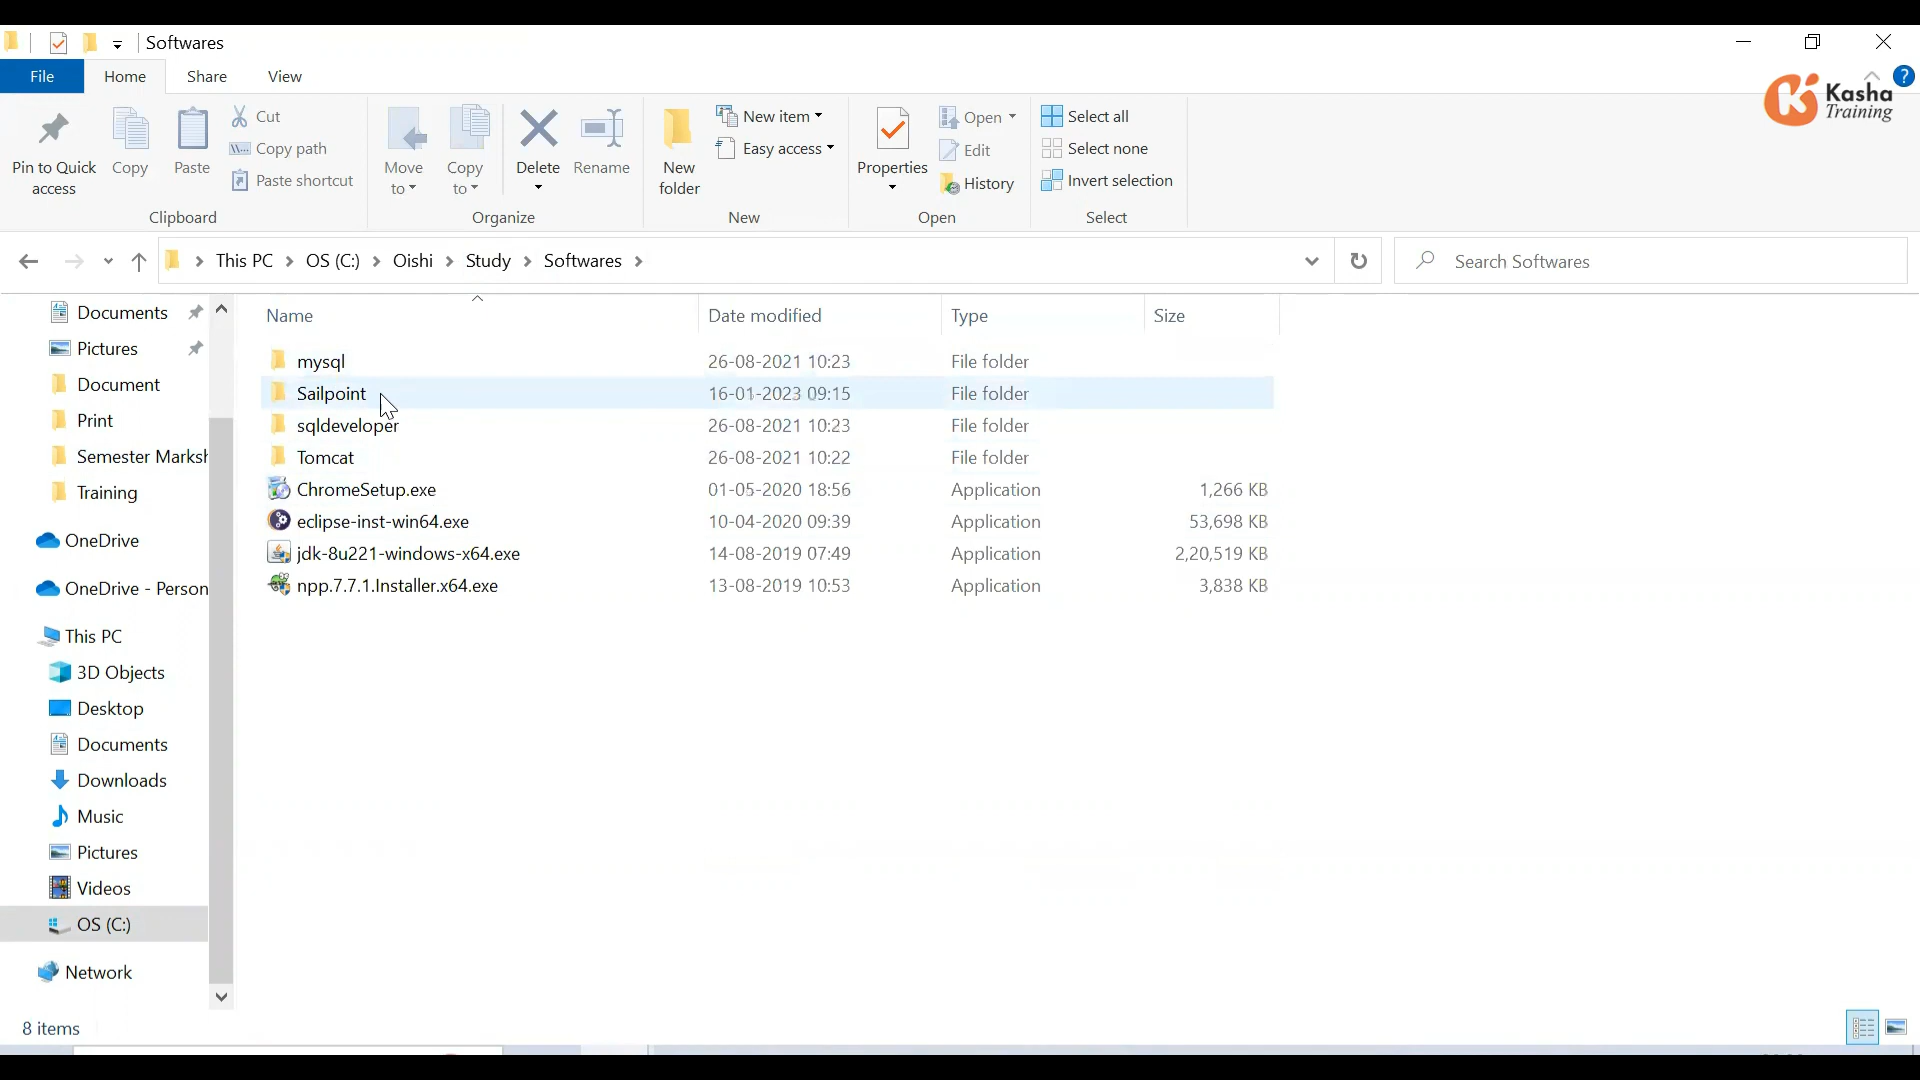 Softwares
File Home Share View
?
Kasha
Training
Pin to Quick
access
Copy
Paste
Cut
Copy path
Paste shortcut
Clipboard
Move
to
Copy
to
Delete
Rename
Organize
New
folder
New item
Easy access
New
Properties
Open
Edit
History
Open
Select all
Select none
Invert selection
Select
This PC > OS (C:) > Oishi > Study > Softwares >
Search Softwares
Documents
Pictures
Document
Print
Semester Marksh
Training
OneDrive
OneDrive - Person
This PC
3D Objects
Desktop
Documents
Downloads
Music
Pictures
Videos
OS (C:)
Network
Name Date modified Type Size
mysql 26-08-2021 10:23 File folder
Sailpoint 16-01-2023 09:15 File folder
sqldeveloper 26-08-2021 10:23 File folder
Tomcat 26-08-2021 10:22 File folder
ChromeSetup.exe 01-05-2020 18:56 Application 1,266 KB
eclipse-inst-win64.exe 10-04-2020 09:39 Application 53,698 KB
jdk-8u221-windows-x64.exe 14-08-2019 07:49 Application 2,20,519 KB
npp.7.7.1.Installer.x64.exe 13-08-2019 10:53 Application 3,838 KB
8 items